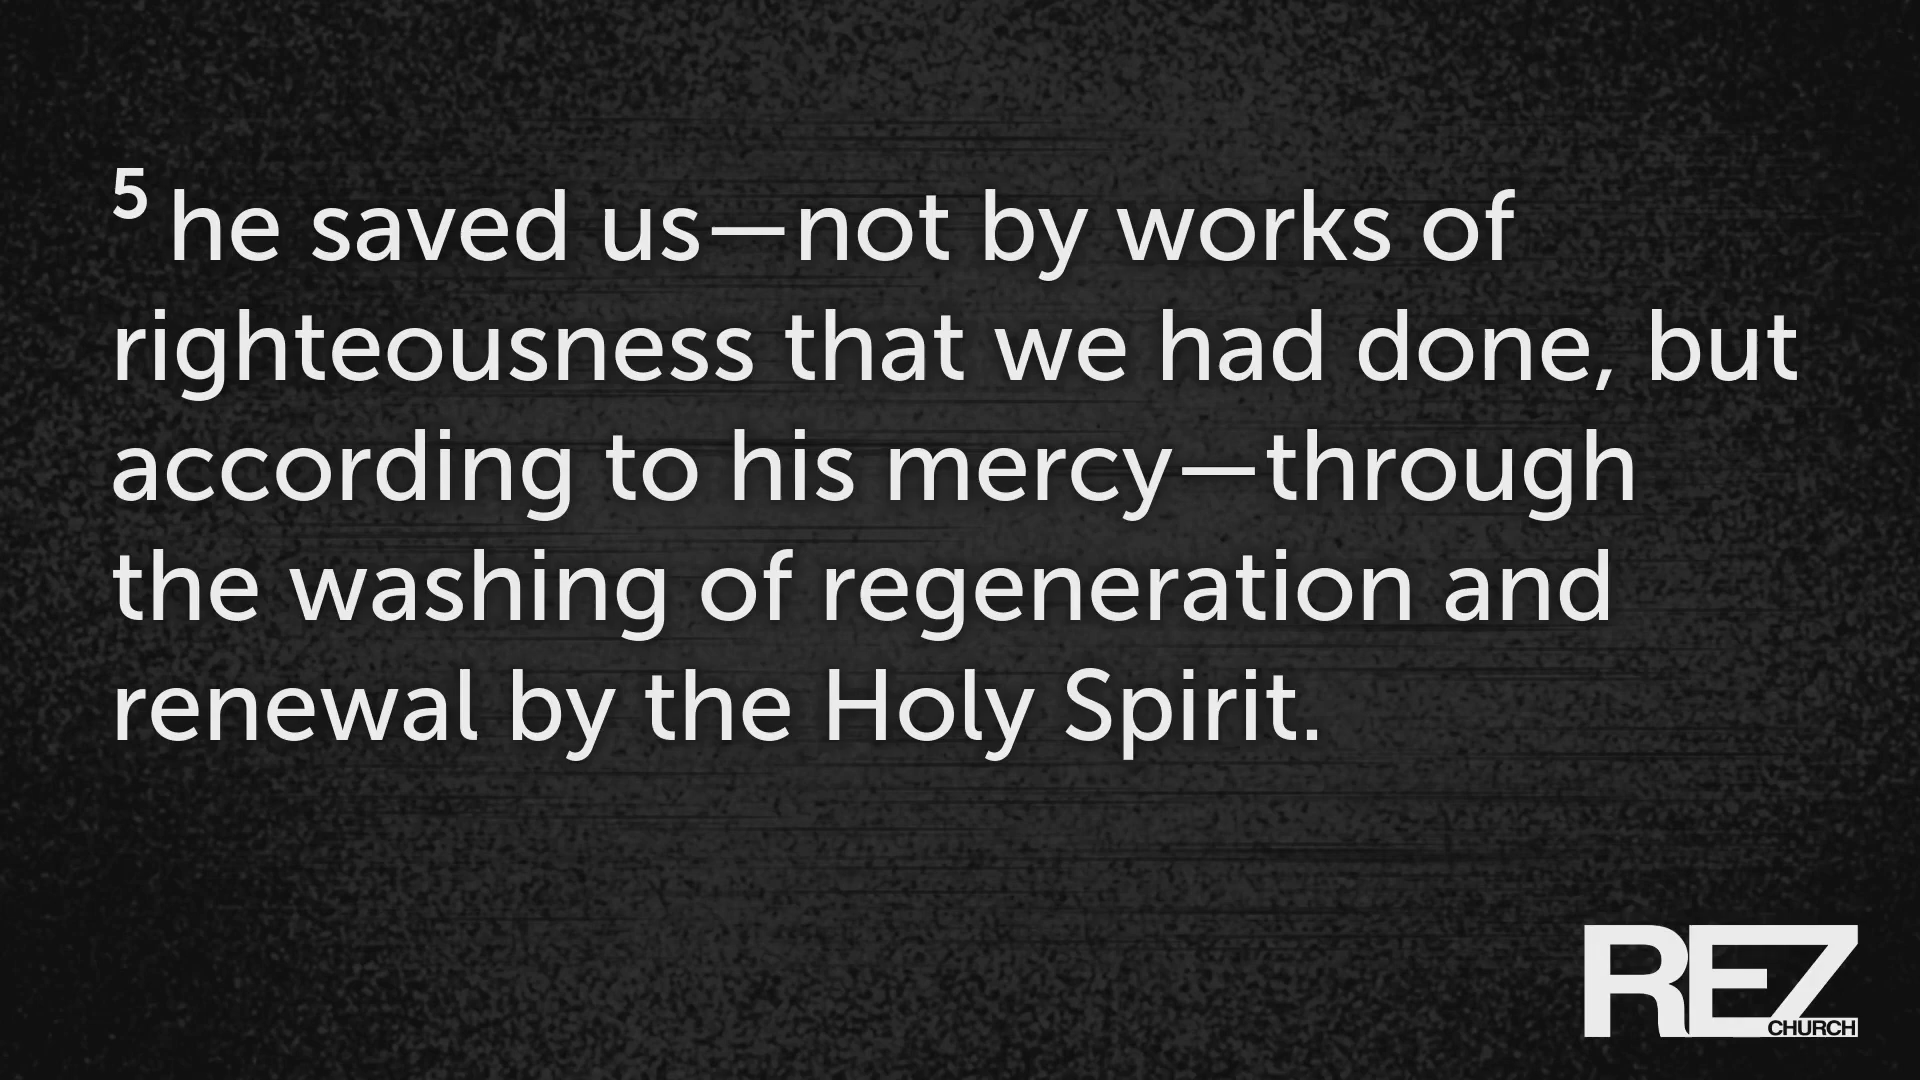 5 he saved us—not by works of
righteousness that we had done, but
according to his mercy—through
the washing of regeneration and
renewal by the Holy Spirit.
REZ
CHURCH